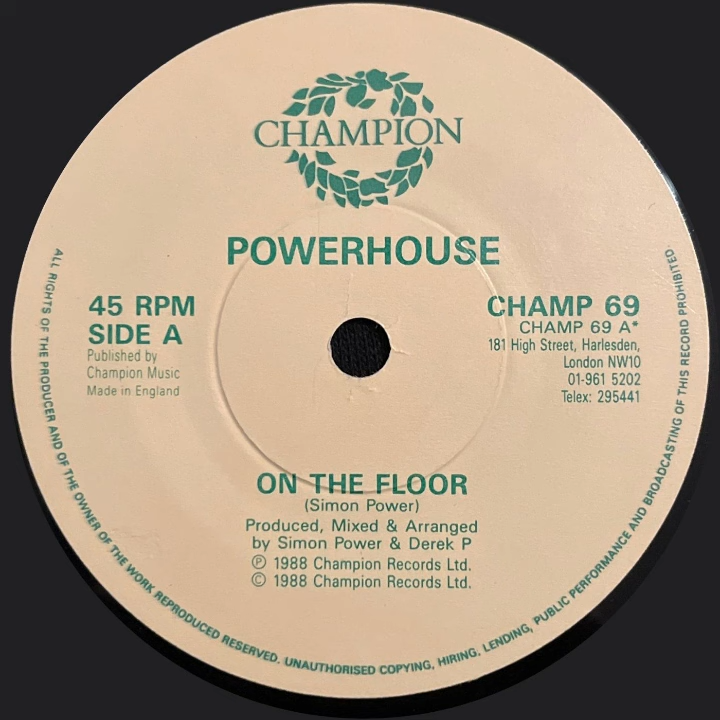 CHAMPION
POWERHOUSE
45 RPM
SIDE A
Published by
Champion Music
Made in England
CHAMP 69
CHAMP 69 A*
181 High Street, Harlesden,
London NW10
01-961 5202
Telex: 295441
ON THE FLOOR
(Simon Power)
Produced, Mixed & Arranged
by Simon Power & Derek P
℗ 1988 Champion Records Ltd.
© 1988 Champion Records Ltd.
ALL RIGHTS OF THE PRODUCER AND OF THE OWNER OF THE WORK REPRODUCED RESERVED. UNAUTHORISED COPYING, HIRING, LENDING, PUBLIC PERFORMANCE AND BROADCASTING OF THIS RECORD PROHIBITED